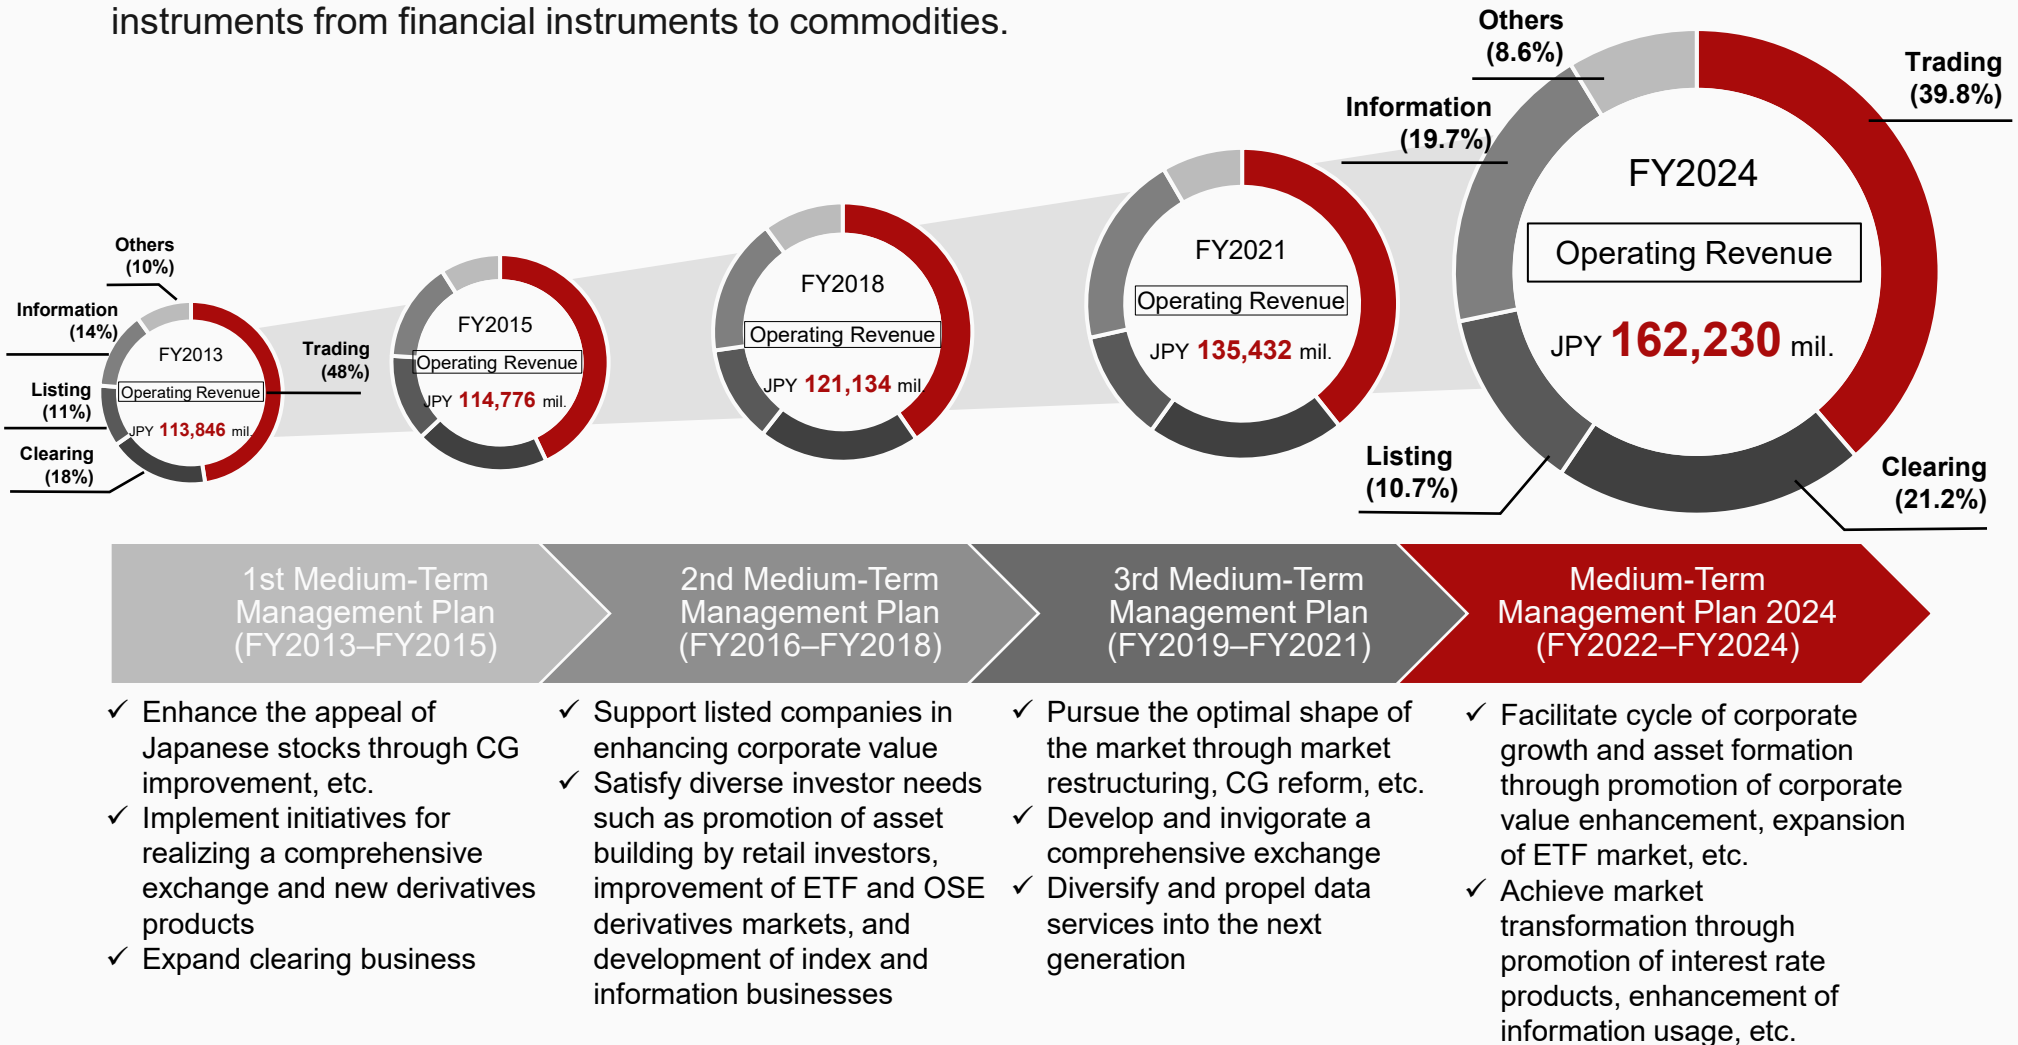 instruments from financial instruments to commodities.
Others
(10%)
Information
(14%)
Listing
(11%)
Clearing
(18%)
Trading
(48%)
FY2013
Operating Revenue
JPY 113,846 mil.
FY2015
Operating Revenue
JPY 114,776 mil.
FY2018
Operating Revenue
JPY 121,134 mil.
FY2021
Operating Revenue
JPY 135,432 mil.
Others
(8.6%)
Information
(19.7%)
Trading
(39.8%)
FY2024
Operating Revenue
JPY 162,230 mil.
Listing
(10.7%)
Clearing
(21.2%)
1st Medium-Term
Management Plan
(FY2013–FY2015)
2nd Medium-Term
Management Plan
(FY2016–FY2018)
3rd Medium-Term
Management Plan
(FY2019–FY2021)
Medium-Term
Management Plan 2024
(FY2022–FY2024)
✓ Enhance the appeal of
Japanese stocks through CG
improvement, etc.
✓ Implement initiatives for
realizing a comprehensive
exchange and new derivatives
products
✓ Expand clearing business
✓ Support listed companies in
enhancing corporate value
✓ Satisfy diverse investor needs
such as promotion of asset
building by retail investors,
improvement of ETF and OSE
derivatives markets, and
development of index and
information businesses
✓ Pursue the optimal shape of
the market through market
restructuring, CG reform, etc.
✓ Develop and invigorate a
comprehensive exchange
✓ Diversify and propel data
services into the next
generation
✓ Facilitate cycle of corporate
growth and asset formation
through promotion of corporate
value enhancement, expansion
of ETF market, etc.
✓ Achieve market
transformation through
promotion of interest rate
products, enhancement of
information usage, etc.